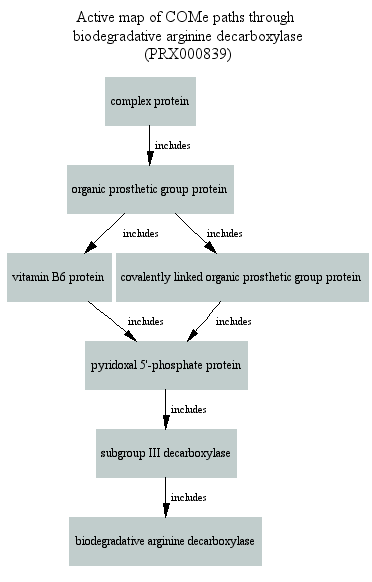 Active map of COMe paths through
biodegradative arginine decarboxylase
(PRX000839)
complex protein
includes
organic prosthetic group protein
includes
includes
vitamin B6 protein
covalently linked organic prosthetic group protein
includes
includes
pyridoxal 5'-phosphate protein
includes
subgroup III decarboxylase
includes
biodegradative arginine decarboxylase